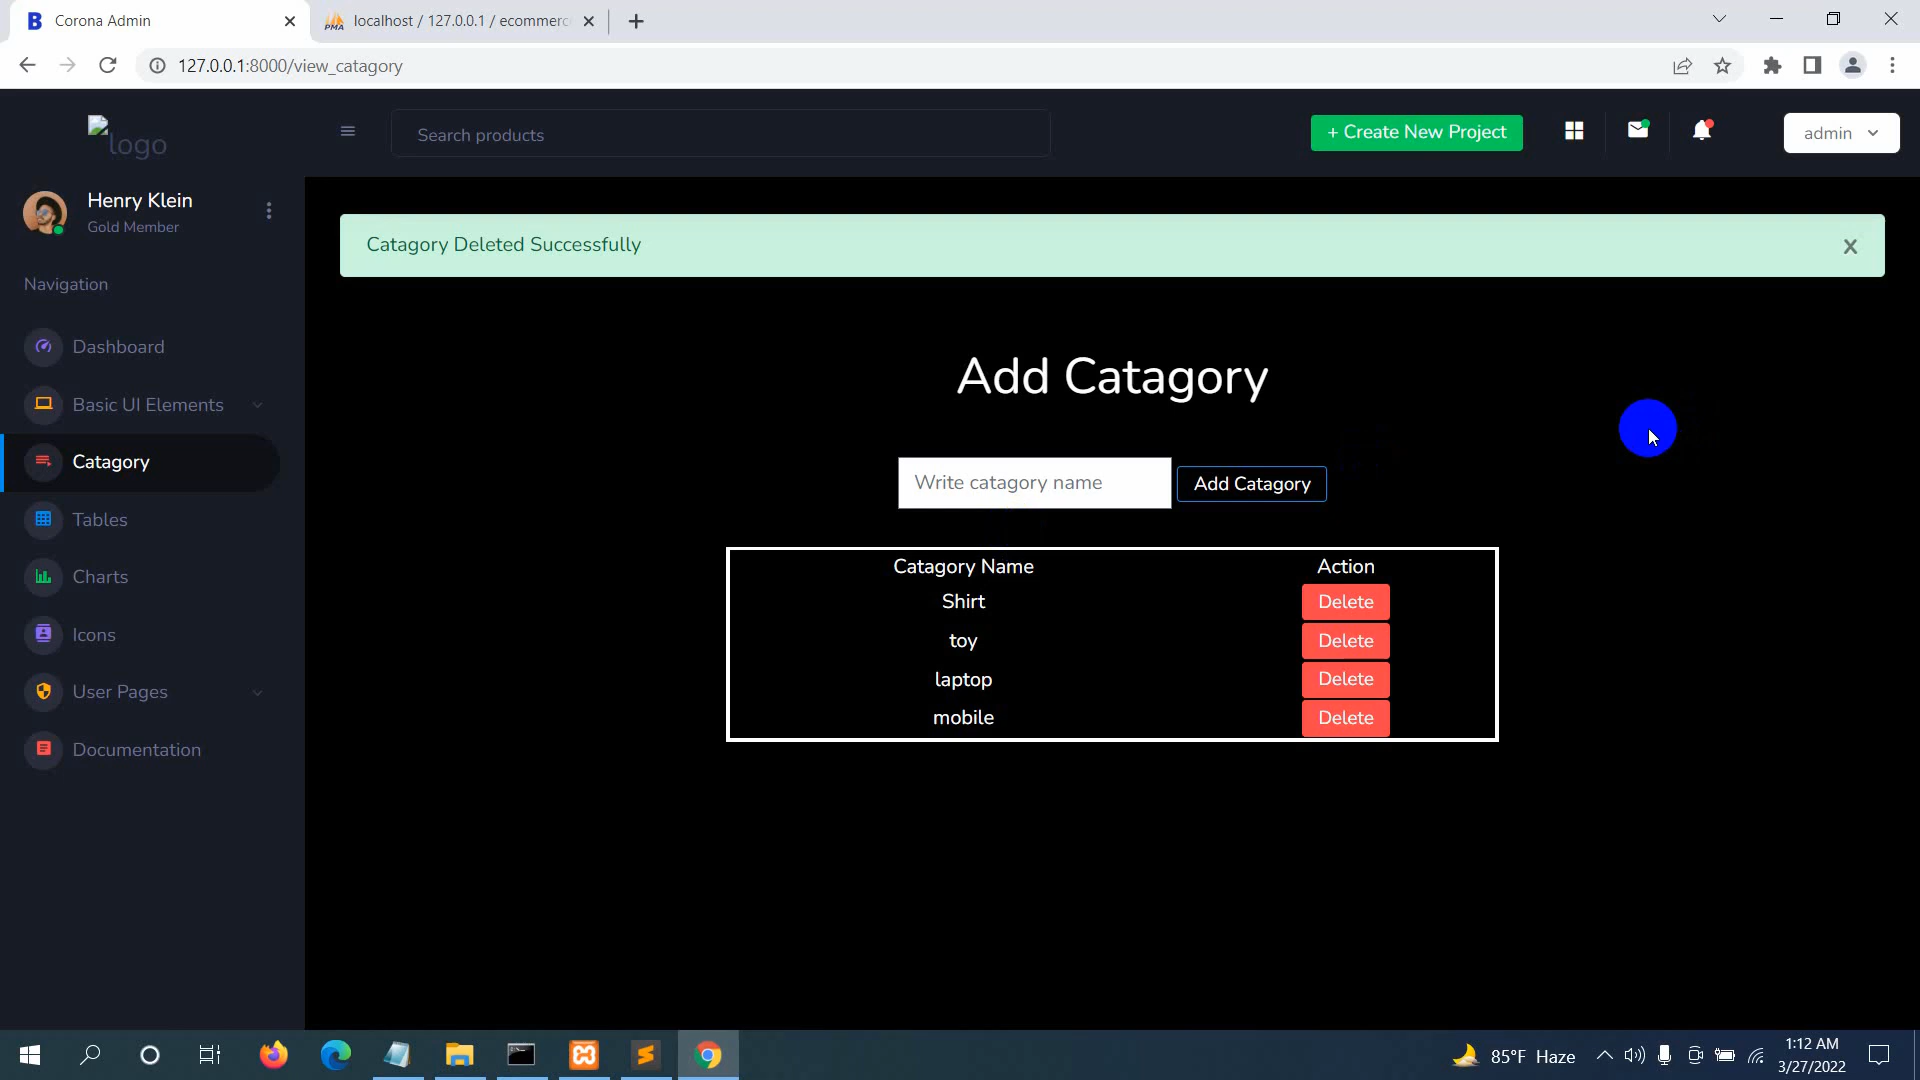 Corona Admin
localhost / 127.0.0.1 / ecommerc
127.0.0.1:8000/view_catagory
logo
Search products
+ Create New Project
admin
Henry Klein
Gold Member
Catagory Deleted Successfully
x
Navigation
Dashboard
Add Catagory
Basic UI Elements
Catagory
Write catagory name
Add Catagory
Tables
Catagory Name
Action
Charts
Shirt
Delete
Icons
toy
Delete
laptop
Delete
User Pages
mobile
Delete
Documentation
85°F Haze
1:12 AM
3/27/2022